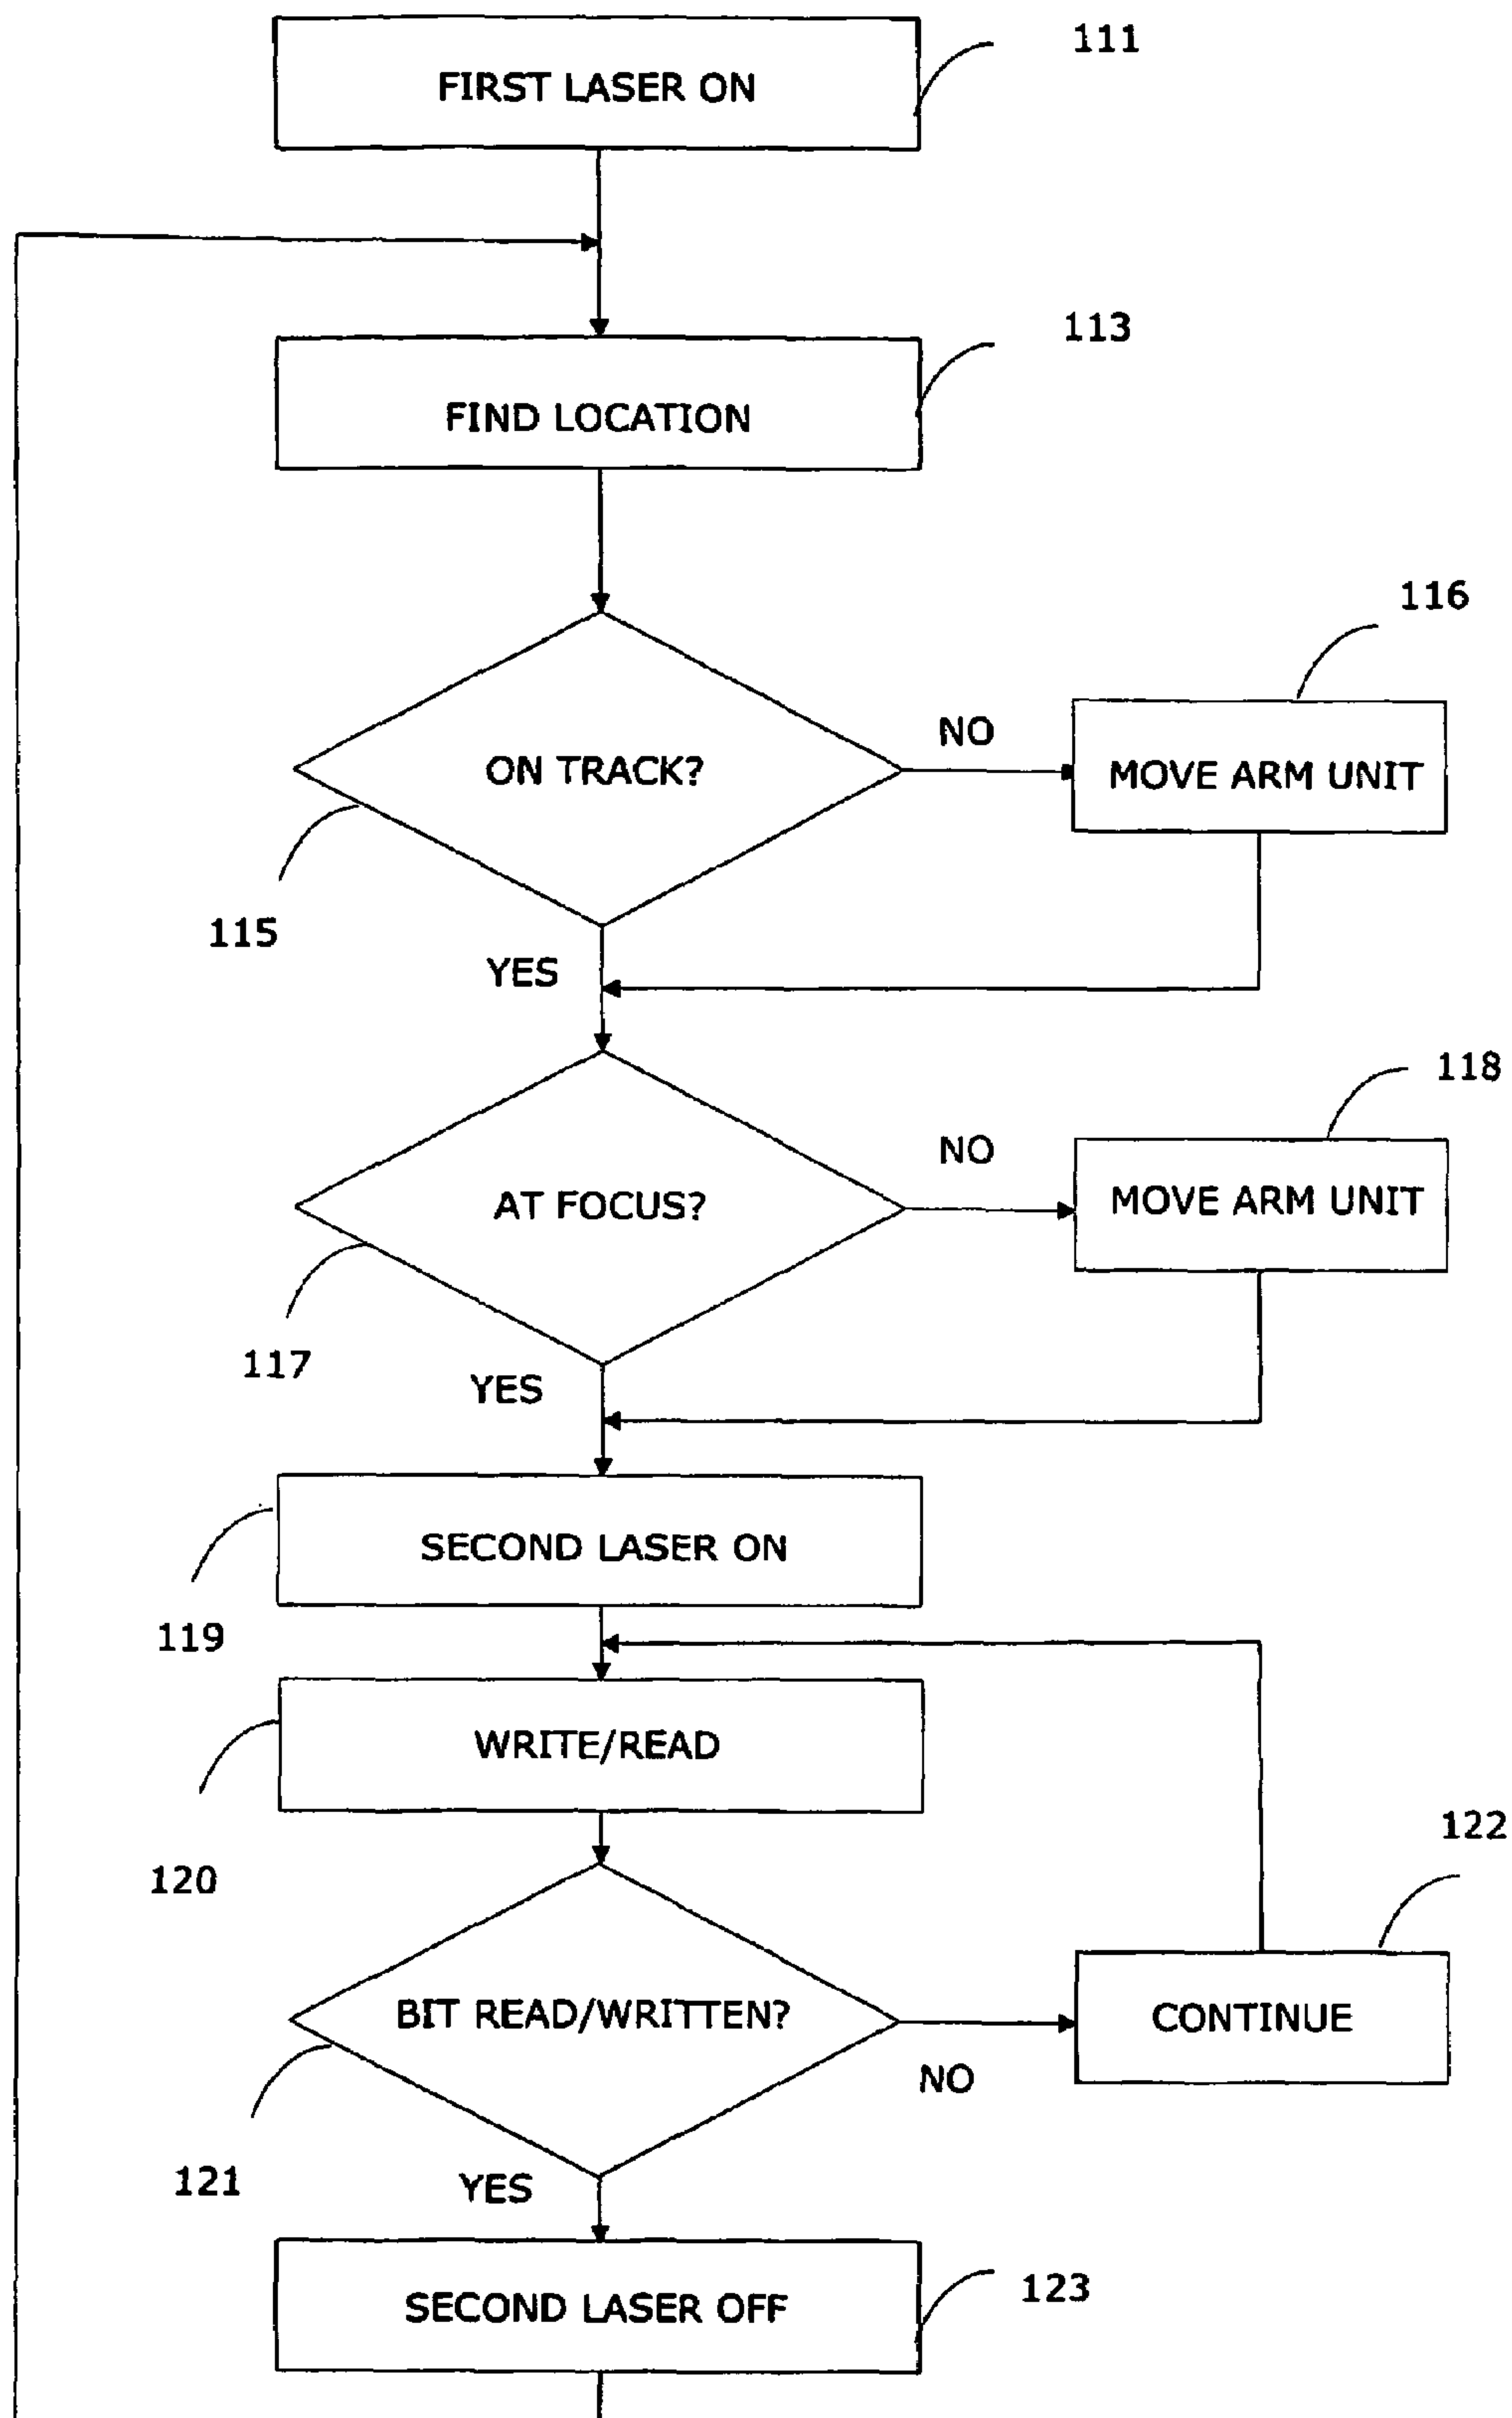 111
FIRST LASER ON
113
FIND LOCATION
116
NO
ON TRACK?
MOVE ARM UNIT
115
YES
118
NO
AT FOCUS?
MOVE ARM UNIT
117
YES
SECOND LASER ON
119
WRITE/READ
122
120
BIT READ/WRITTEN?
CONTINUE
NO
121
YES
123
SECOND LASER OFF